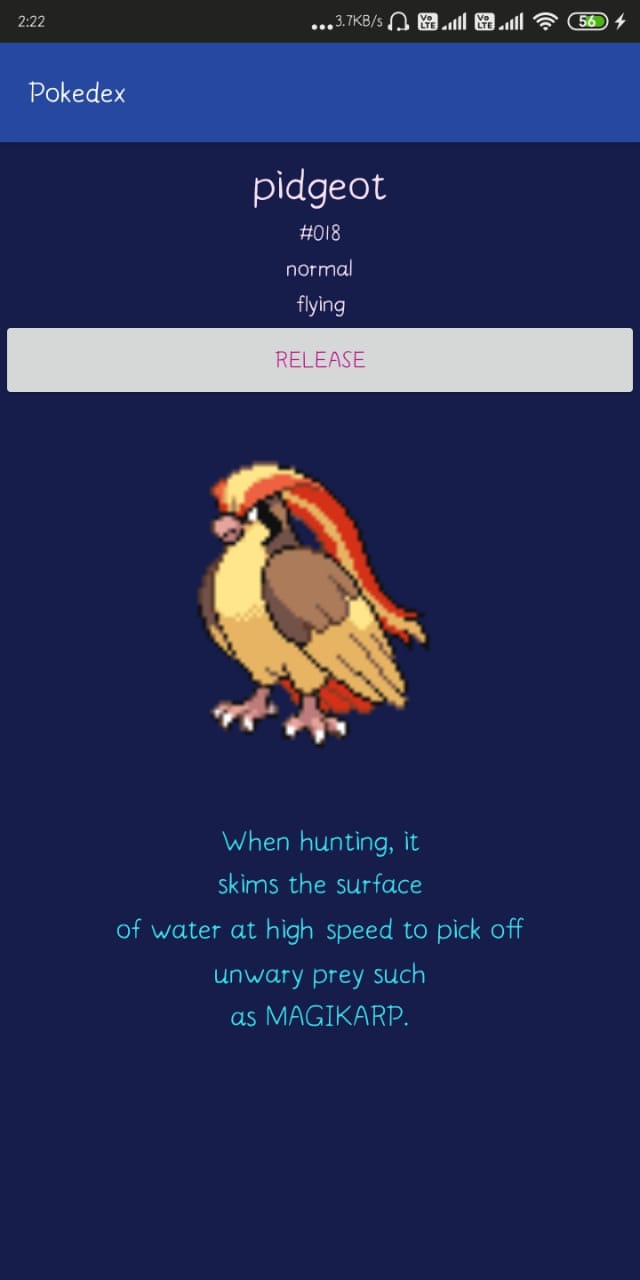 2:22
...3.7KB/s
Vo LTE
Vo LTE
56
Pokedex
pidgeot
#018
normal
flying
RELEASE
When hunting, it
skims the surface
of water at high speed to pick off
unwary prey such
as MAGIKARP.